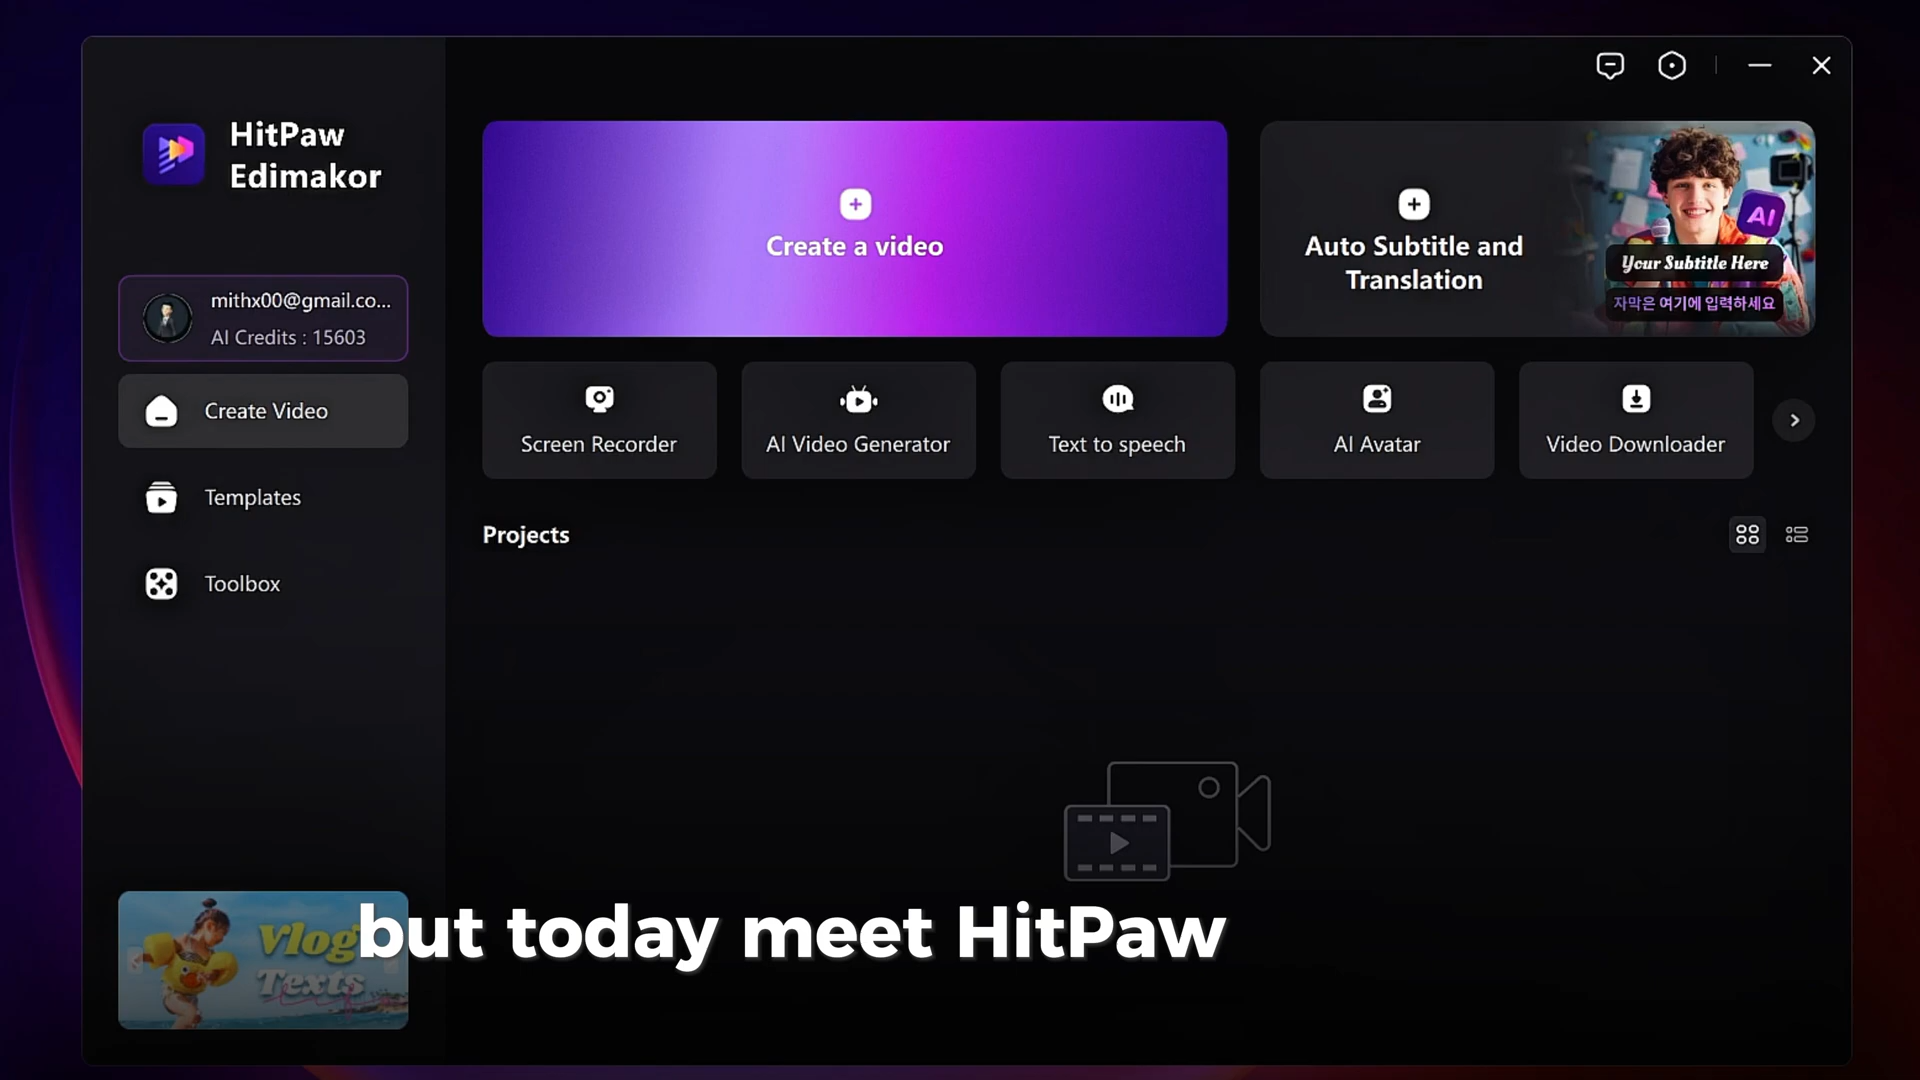 HitPaw
Edimakor
mithx00@gmail.co...
AI Credits : 15603
Create Video
Templates
Toolbox
Create a video
Auto Subtitle and
Translation
AI
Your Subtitle Here
자막은 여기에 입력하세요
Screen Recorder
AI Video Generator
Text to speech
AI Avatar
Video Downloader
Projects
Vlog
Texts
but today meet HitPaw